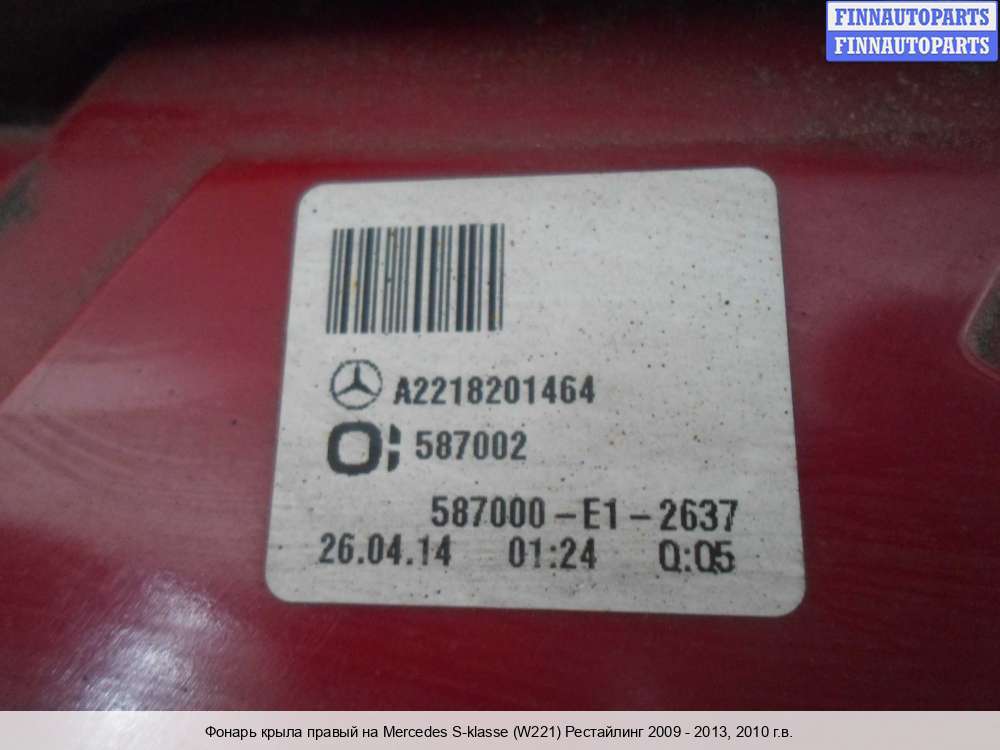 FINNAUTOPARTS
FINNAUTOPARTS
A2218201464
587002
587000-E1-2637
26.04.14 01:24 Q:Q5
Фонарь крыла правый на Mercedes S-klasse (W221) Рестайлинг 2009 - 2013, 2010 г.в.